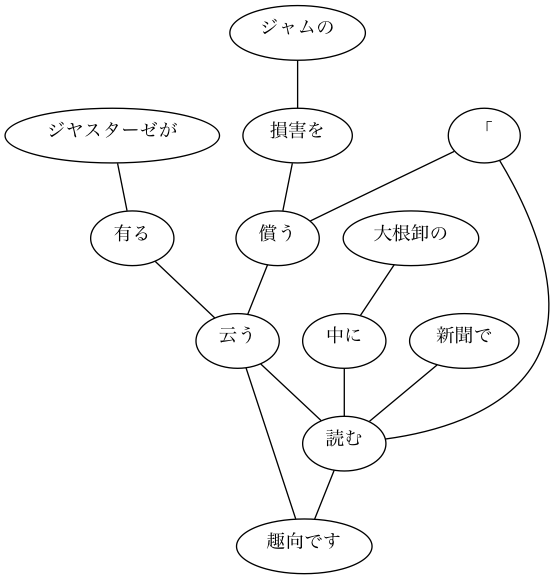 ジャムの
ジヤスターゼが
損害を
「
有る
償う
大根卸の
云う
中に
新聞で
読む
趣向です